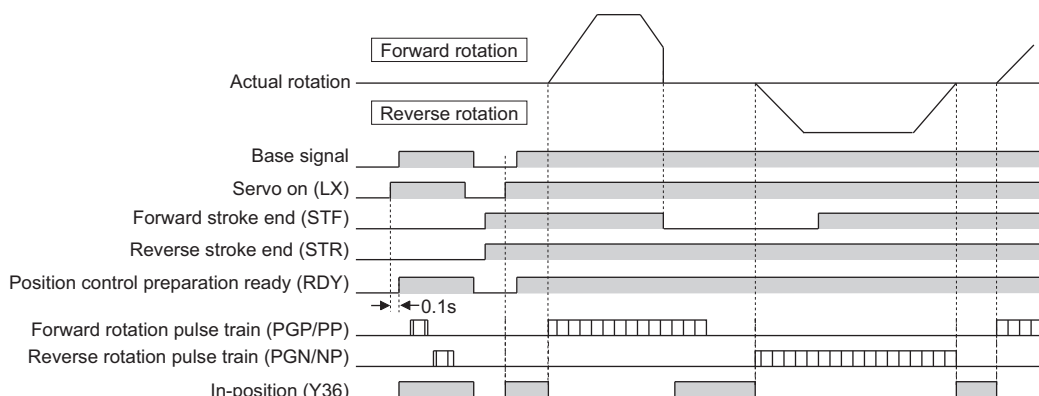 Forward rotation
Actual rotation
Reverse rotation
Base signal
Servo on (LX)
Forward stroke end (STF)
Reverse stroke end (STR)
Position control preparation ready (RDY)
0.1s
Forward rotation pulse train (PGP/PP)
Reverse rotation pulse train (PGN/NP)
In-position (Y36)